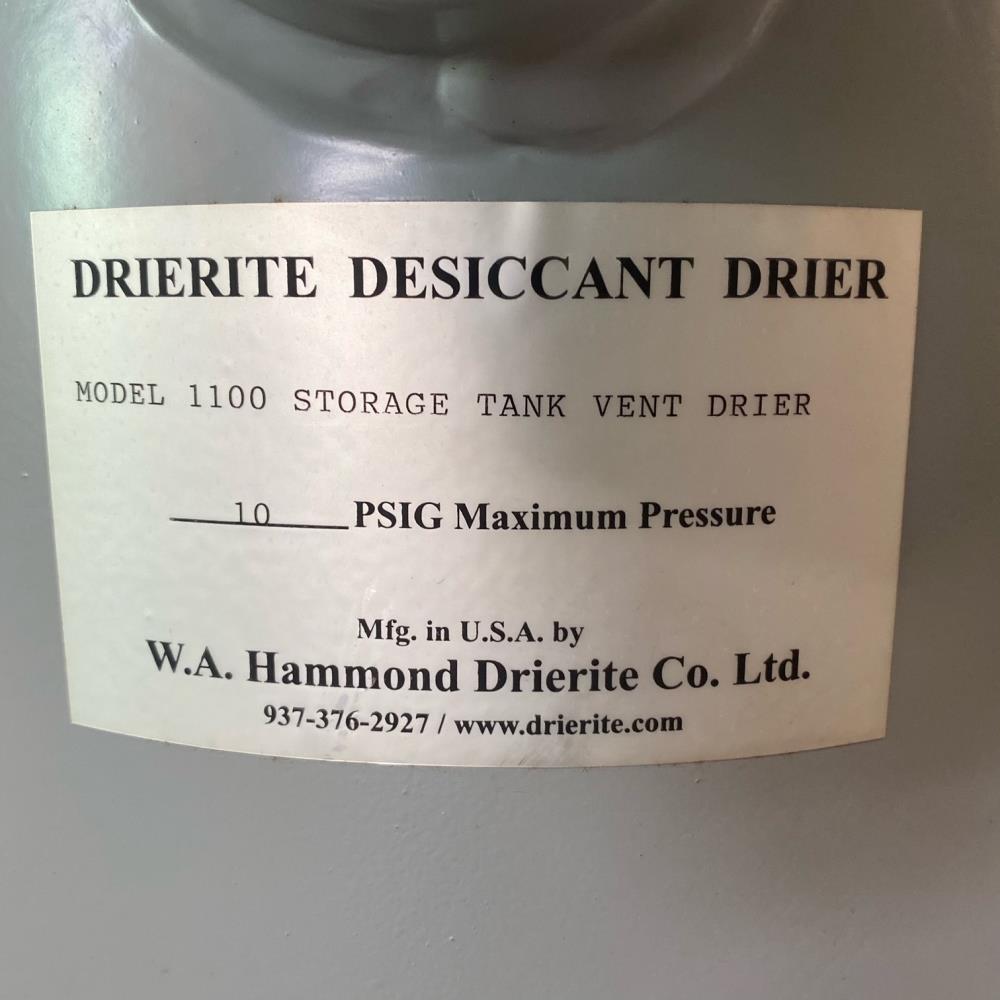 DRIERITE DESICCANT DRIER
MODEL 1100 STORAGE TANK VENT DRIER
10 PSIG Maximum Pressure
Mfg. in U.S.A. by
W.A. Hammond Drierite Co. Ltd.
937-376-2927 / www.drierite.com